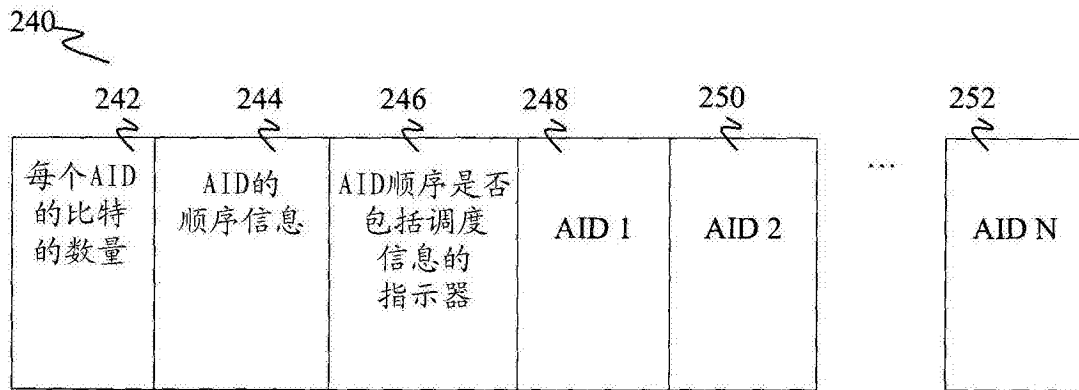 240
242 244 246 248 250 252
每个AID
的比特
的数量
AID的
顺序信息
AID顺序是否
包括调度
信息的
指示器
AID 1
AID 2
...
AID N